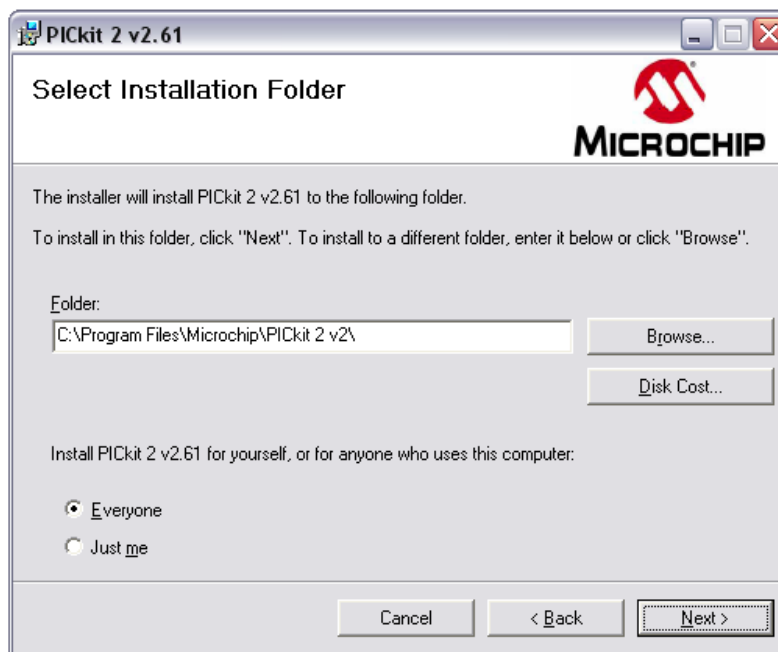 PICkit 2 v2.61
Select Installation Folder
MICROCHIP
The installer will install PICkit 2 v2.61 to the following folder.
To install in this folder, click "Next". To install to a different folder, enter it below or click "Browse".
Folder:
C:\Program Files\Microchip\PICkit 2 v2\
Browse...
Disk Cost...
Install PICkit 2 v2.61 for yourself, or for anyone who uses this computer:
Everyone
Just me
Cancel
< Back
Next >